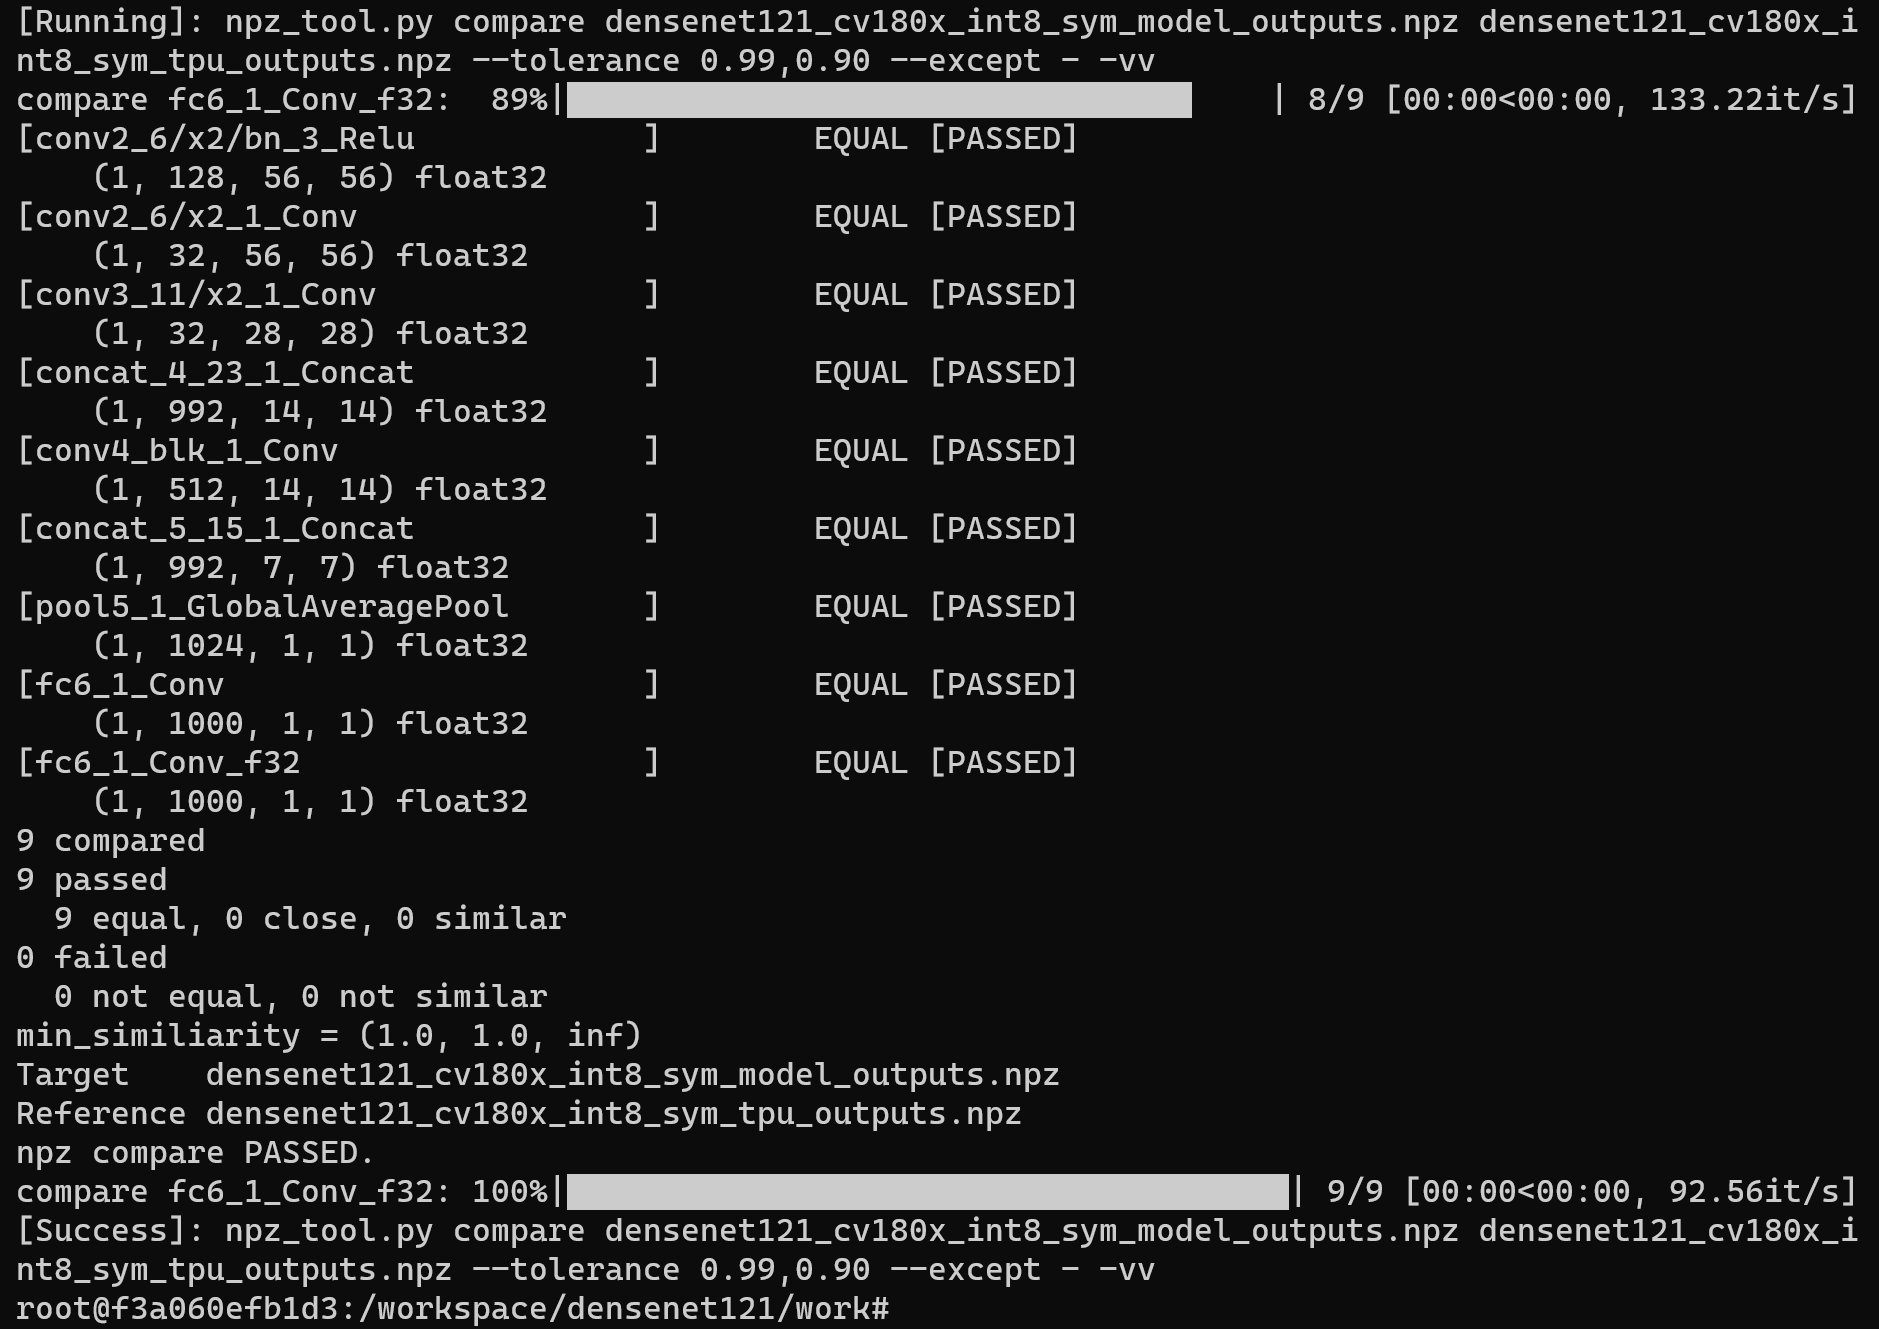 [Running]: npz_tool.py compare densenet121_cv180x_int8_sym_model_outputs.npz densenet121_cv180x_i
nt8_sym_tpu_outputs.npz --tolerance 0.99,0.90 --except - -vv
compare fc6_1_Conv_f32:  89%|          | 8/9 [00:00<00:00, 133.22it/s]
[conv2_6/x2/bn_3_Relu            ]        EQUAL [PASSED]
    (1, 128, 56, 56) float32
[conv2_6/x2_1_Conv               ]        EQUAL [PASSED]
    (1, 32, 56, 56) float32
[conv3_11/x2_1_Conv              ]        EQUAL [PASSED]
    (1, 32, 28, 28) float32
[concat_4_23_1_Concat            ]        EQUAL [PASSED]
    (1, 992, 14, 14) float32
[conv4_blk_1_Conv                ]        EQUAL [PASSED]
    (1, 512, 14, 14) float32
[concat_5_15_1_Concat            ]        EQUAL [PASSED]
    (1, 992, 7, 7) float32
[pool5_1_GlobalAveragePool       ]        EQUAL [PASSED]
    (1, 1024, 1, 1) float32
[fc6_1_Conv                      ]        EQUAL [PASSED]
    (1, 1000, 1, 1) float32
[fc6_1_Conv_f32                  ]        EQUAL [PASSED]
    (1, 1000, 1, 1) float32
9 compared
9 passed
  9 equal, 0 close, 0 similar
0 failed
  0 not equal, 0 not similar
min_similiarity = (1.0, 1.0, inf)
Target    densenet121_cv180x_int8_sym_model_outputs.npz
Reference densenet121_cv180x_int8_sym_tpu_outputs.npz
npz compare PASSED.
compare fc6_1_Conv_f32: 100%|          | 9/9 [00:00<00:00, 92.56it/s]
[Success]: npz_tool.py compare densenet121_cv180x_int8_sym_model_outputs.npz densenet121_cv180x_i
nt8_sym_tpu_outputs.npz --tolerance 0.99,0.90 --except - -vv
root@f3a060efb1d3:/workspace/densenet121/work#